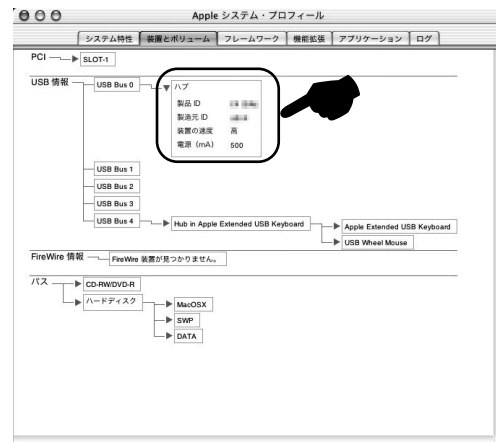 Apple システム・プロフィール
システム特性 装置とボリューム フレームワーク 機能拡張 アプリケーション ログ
PCI SLOT-1
USB 情報 USB Bus 0 ハブ
製品 ID
製造元 ID
装置の速度 高
電源（mA） 500
USB Bus 1
USB Bus 2
USB Bus 3
USB Bus 4 Hub in Apple Extended USB Keyboard Apple Extended USB Keyboard
USB Wheel Mouse
FireWire 情報 FireWire 装置が見つかりません。
バス CD-RW/DVD-R
ハードディスク MacOSX
SWP
DATA